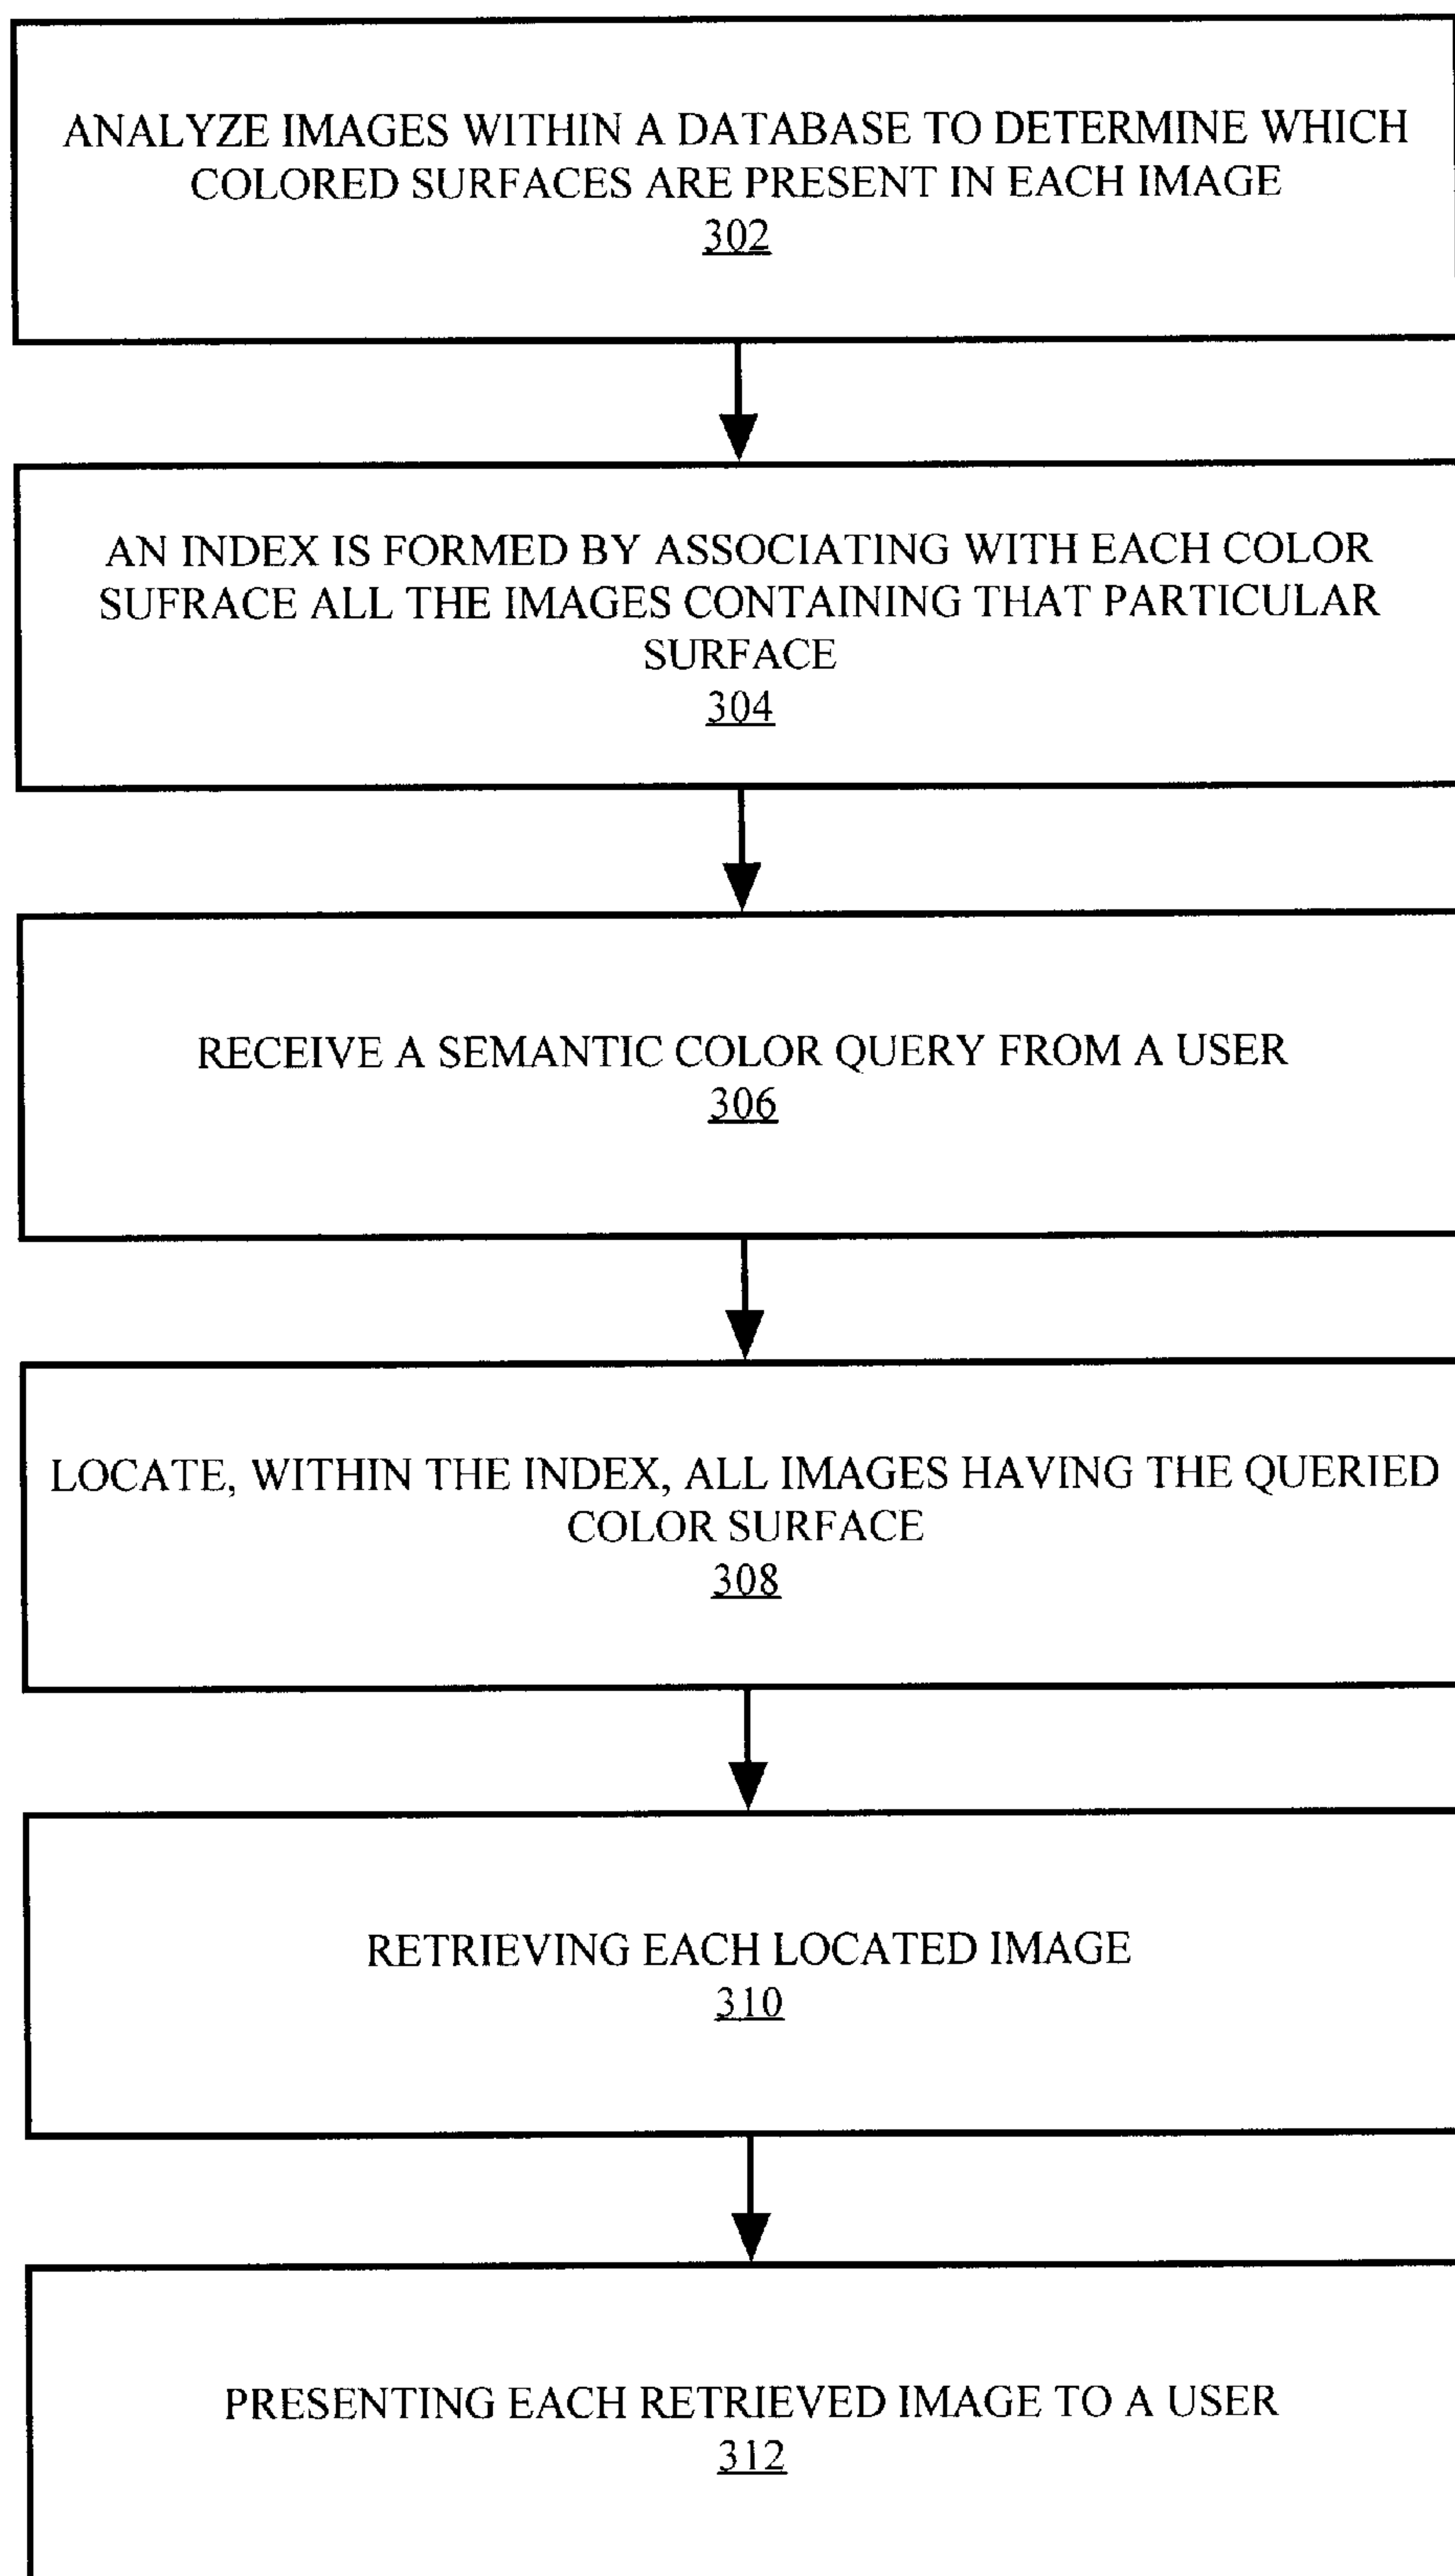 ANALYZE IMAGES WITHIN A DATABASE TO DETERMINE WHICH
COLORED SURFACES ARE PRESENT IN EACH IMAGE
302
AN INDEX IS FORMED BY ASSOCIATING WITH EACH COLOR
SUFRACE ALL THE IMAGES CONTAINING THAT PARTICULAR
SURFACE
304
RECEIVE A SEMANTIC COLOR QUERY FROM A USER
306
LOCATE, WITHIN THE INDEX, ALL IMAGES HAVING THE QUERIED
COLOR SURFACE
308
RETRIEVING EACH LOCATED IMAGE
310
PRESENTING EACH RETRIEVED IMAGE TO A USER
312